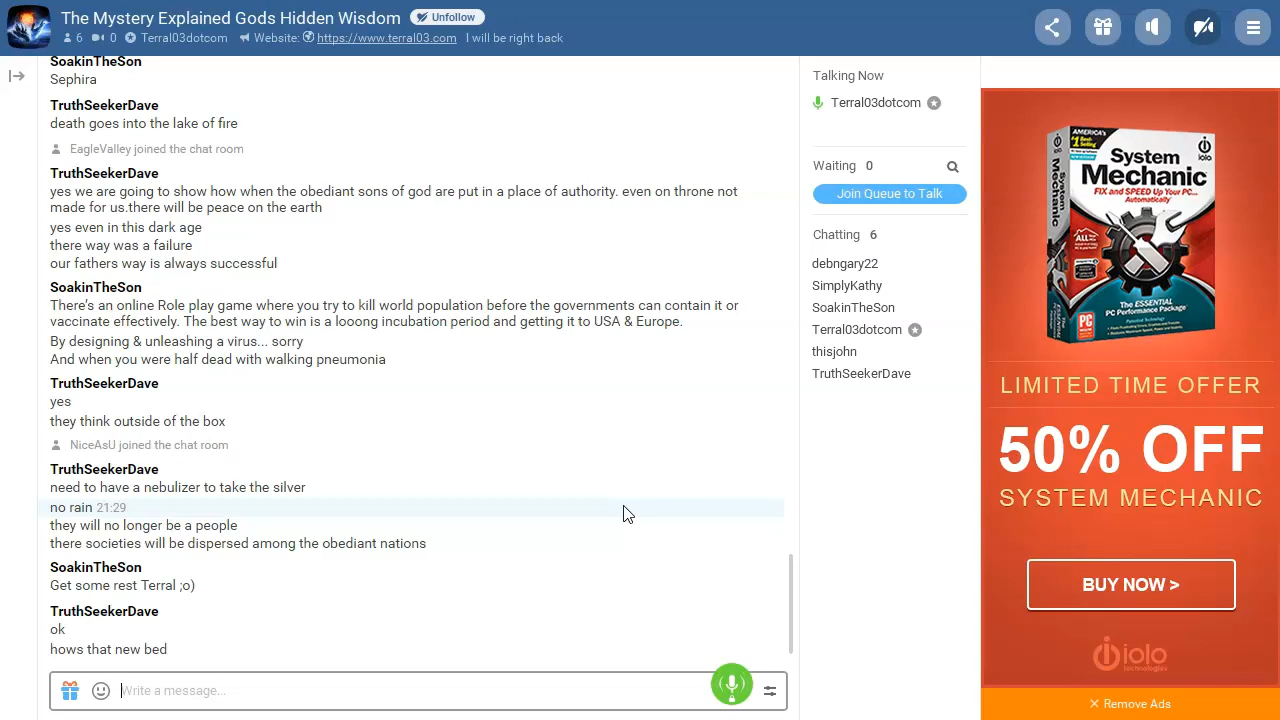 The Mystery Explained Gods Hidden Wisdom Unfollow
6 0 Terral03dotcom Website: https://www.terral03.com I will be right back
SoakinTheSon
Sephira
TruthSeekerDave
death goes into the lake of fire
EagleValley joined the chat room
TruthSeekerDave
yes we are going to show how when the obediant sons of god are put in a place of authority. even on throne not
made for us.there will be peace on the earth
yes even in this dark age
there way was a failure
our fathers way is always successful
SoakinTheSon
There's an online Role play game where you try to kill world population before the governments can contain it or
vaccinate effectively. The best way to win is a looong incubation period and getting it to USA & Europe.
By designing & unleashing a virus... sorry
And when you were half dead with walking pneumonia
TruthSeekerDave
yes
they think outside of the box
NiceAsU joined the chat room
TruthSeekerDave
need to have a nebulizer to take the silver
no rain 21:29
they will no longer be a people
there societies will be dispersed among the obediant nations
SoakinTheSon
Get some rest Terral ;o)
TruthSeekerDave
ok
hows that new bed
Write a message...
Talking Now
Terral03dotcom
Waiting 0
Join Queue to Talk
Chatting 6
debngary22
SimplyKathy
SoakinTheSon
Terral03dotcom
thisjohn
TruthSeekerDave
AMERICA'S
#1 Best-Selling
iolo
System
Mechanic
FIX and SPEED Up Your PC...
Automatically
The ESSENTIAL
PC Performance Package
LIMITED TIME OFFER
50% OFF
SYSTEM MECHANIC
BUY NOW >
iolo
technologies
Remove Ads